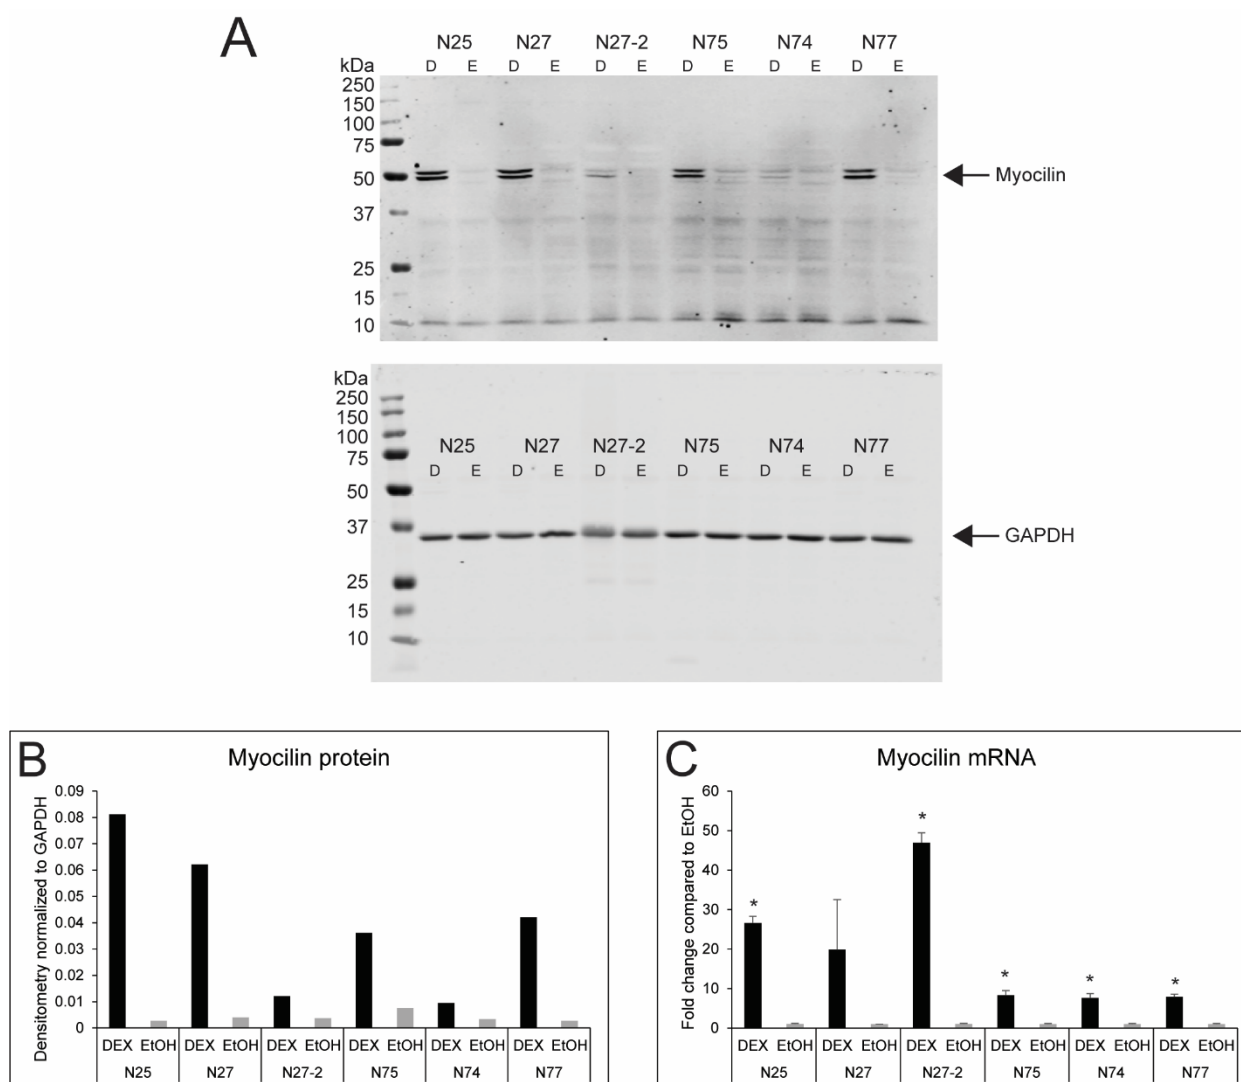 A
N25 N27 N27-2 N75 N74 N77
kDa D E D E D E D E D E D E
250
150
100
75
50
37
25
15
10
Myocilin
kDa
250
150
100
75
50
37
25
15
10
N25 N27 N27-2 N75 N74 N77
D E D E D E D E D E D E
GAPDH
B
Myocilin protein
Densitometry normalized to GAPDH
0.09
0.08
0.07
0.06
0.05
0.04
0.03
0.02
0.01
0
DEX EtOH DEX EtOH DEX EtOH DEX EtOH DEX EtOH DEX EtOH
N25 N27 N27-2 N75 N74 N77
C
Myocilin mRNA
Fold change compared to EtOH
60
50
40
30
20
10
0
* * * * *
DEX EtOH DEX EtOH DEX EtOH DEX EtOH DEX EtOH DEX EtOH
N25 N27 N27-2 N75 N74 N77